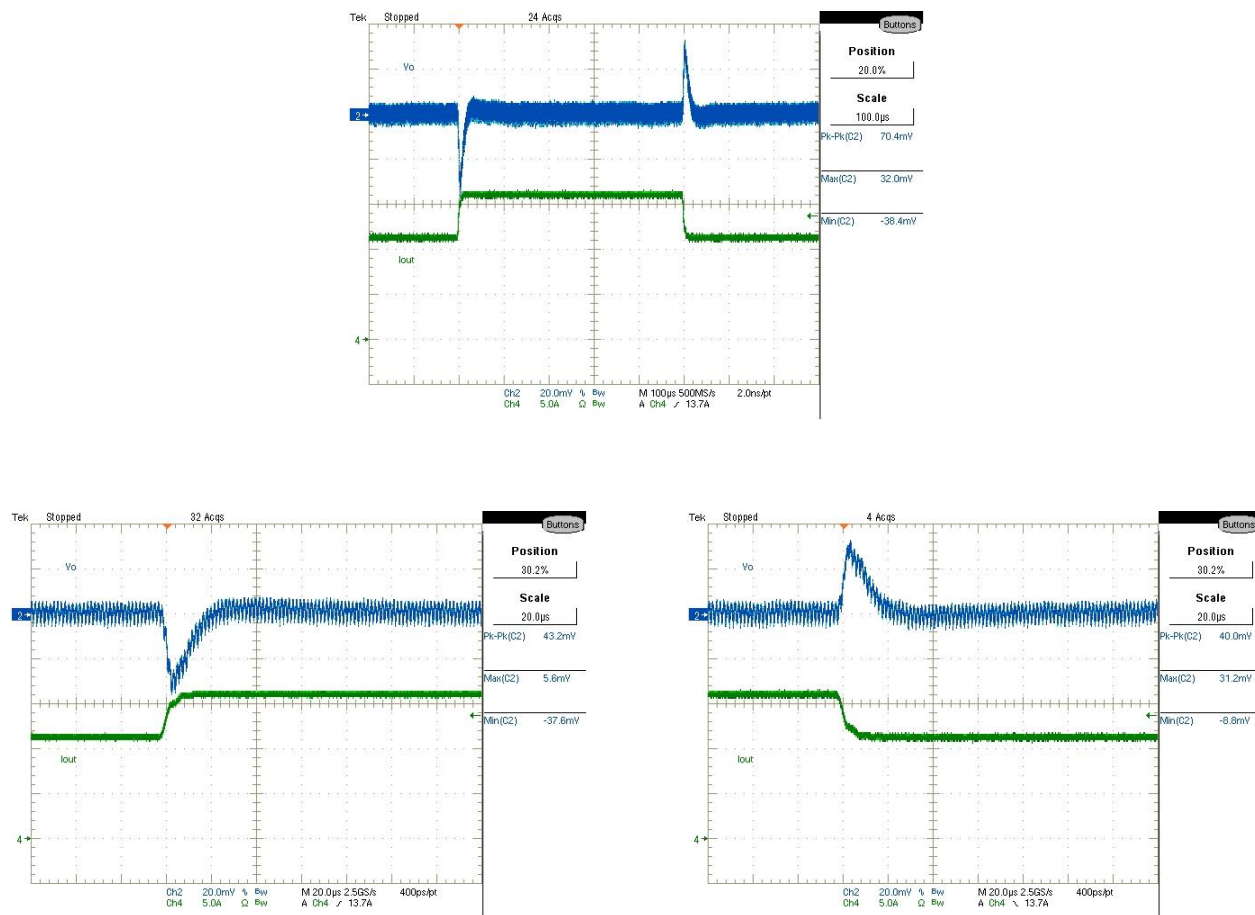 Tek Stopped 24 Acqs
Buttons
Position
20.0%
Vo
Scale
100.0µs
2
Pk-Pk(C2) 70.4mV
Max(C2) 32.0mV
Min(C2) -38.4mV
Iout
4
Ch2 20.0mV % Bw M 100µs 500MS/s 2.0ns/pt
Ch4 5.0A Ω Bw A Ch4 / 13.7A
Tek Stopped 32 Acqs
Buttons
Position
30.2%
Vo
Scale
20.0µs
2
Pk-Pk(C2) 43.2mV
Max(C2) 5.6mV
Min(C2) -37.6mV
Iout
4
Ch2 20.0mV % Bw M 20.0µs 2.5GS/s 400ps/pt
Ch4 5.0A Ω Bw A Ch4 / 13.7A
Tek Stopped 4 Acqs
Buttons
Position
30.2%
Vo
Scale
20.0µs
2
Pk-Pk(C2) 40.0mV
Max(C2) 31.2mV
Min(C2) -8.8mV
Iout
4
Ch2 20.0mV % Bw M 20.0µs 2.5GS/s 400ps/pt
Ch4 5.0A Ω Bw A Ch4 \ 13.7A